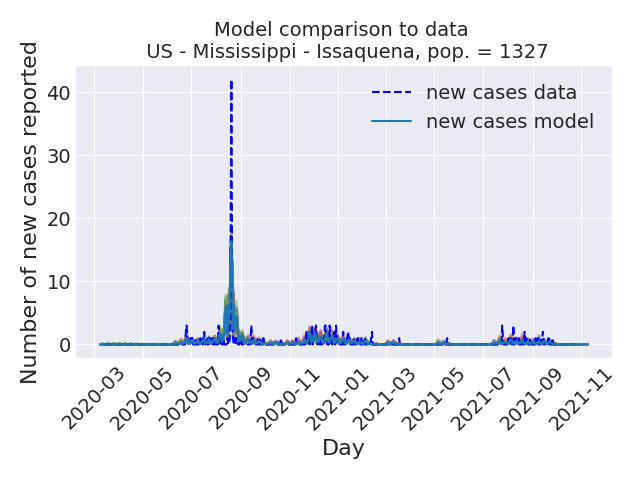 Model comparison to data
US - Mississippi - Issaquena, pop. = 1327
Number of new cases reported
40
30
20
10
0
new cases data
new cases model
2020-03
2020-05
2020-07
2020-09
2020-11
2021-01
2021-03
2021-05
2021-07
2021-09
2021-11
Day